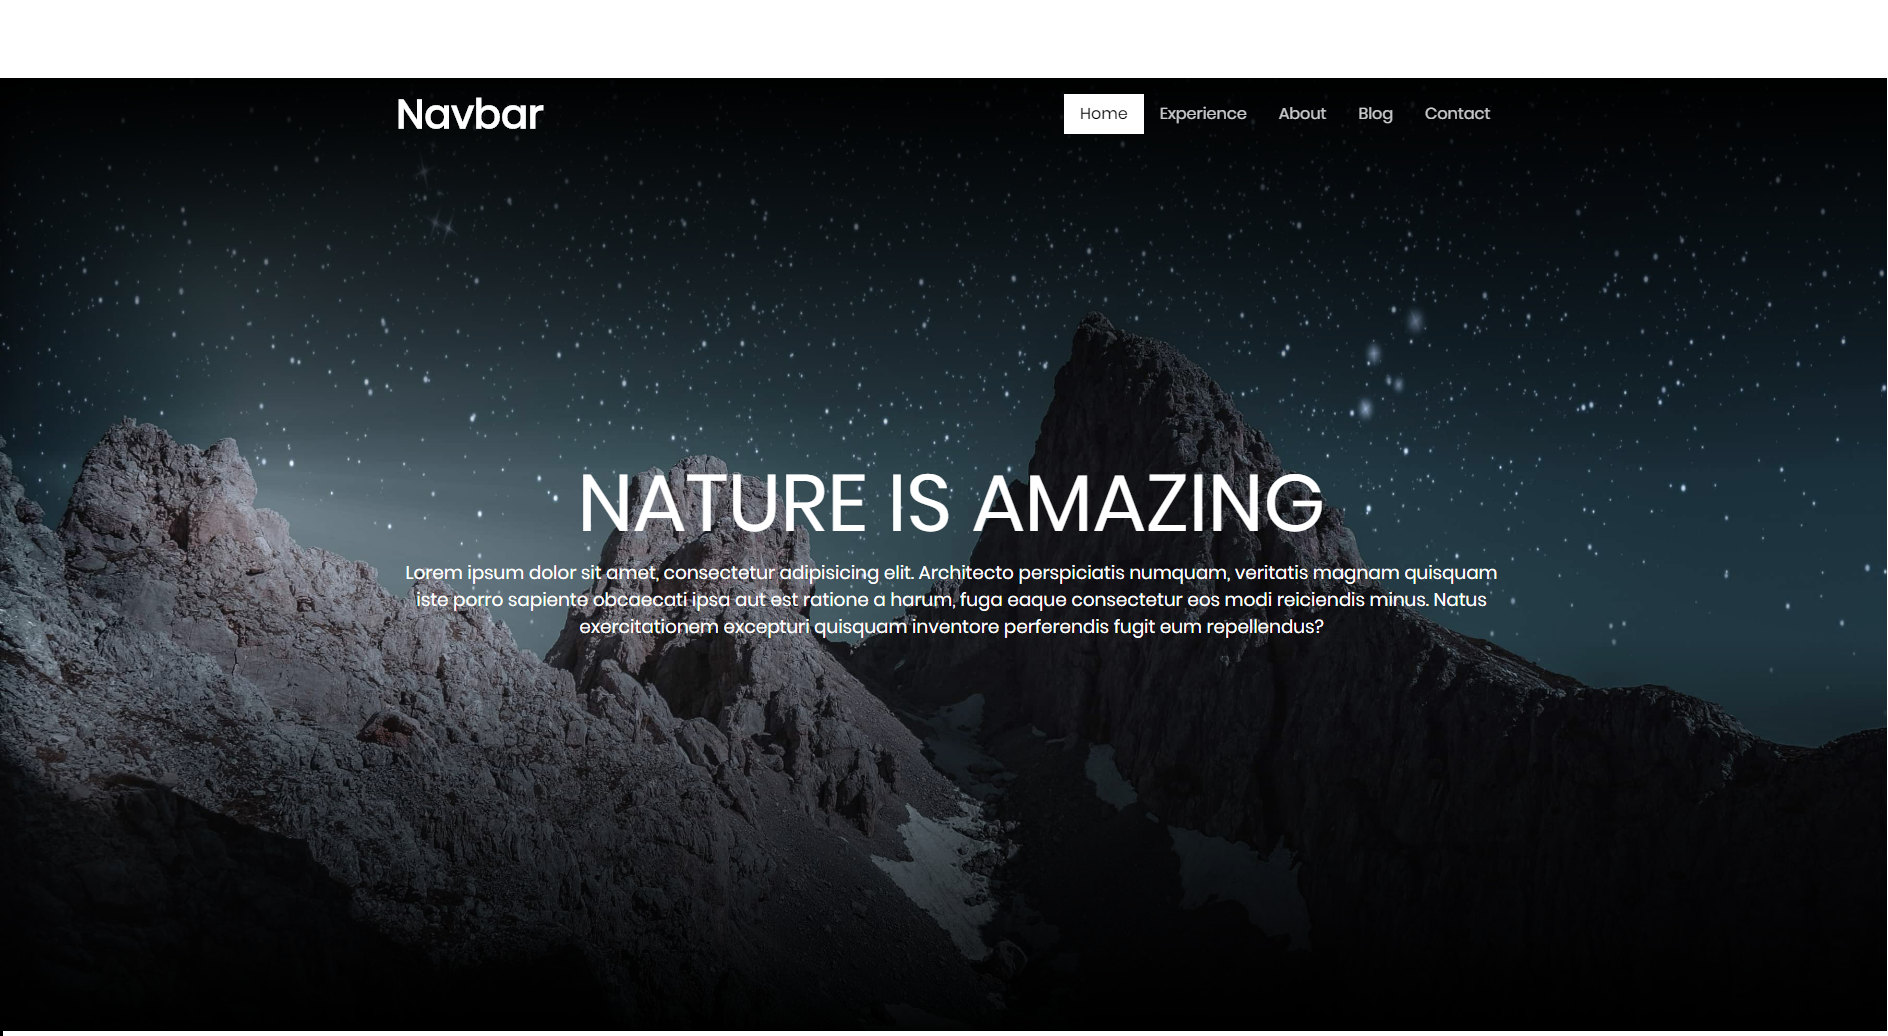 Navbar
Home Experience About Blog Contact
NATURE IS AMAZING
Lorem ipsum dolor sit amet, consectetur adipisicing elit. Architecto perspiciatis numquam, veritatis magnam quisquam
iste porro sapiente obcaecati ipsa aut est ratione a harum, fuga eaque consectetur eos modi reiciendis minus. Natus
exercitationem excepturi quisquam inventore perferendis fugit eum repellendus?